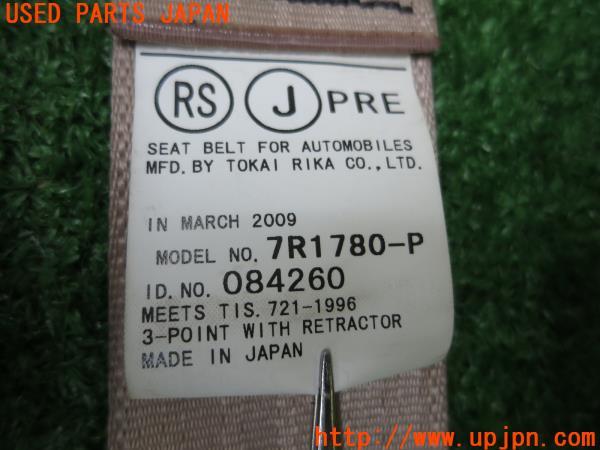 USED PARTS JAPAN
RS J PRE
SEAT BELT FOR AUTOMOBILES
MFD. BY TOKAI RIKA CO., LTD.
IN MARCH 2009
MODEL NO. 7R1780-P
ID. NO. 084260
MEETS TIS. 721-1996
3-POINT WITH RETRACTOR
MADE IN JAPAN
http://www.upjpn.com